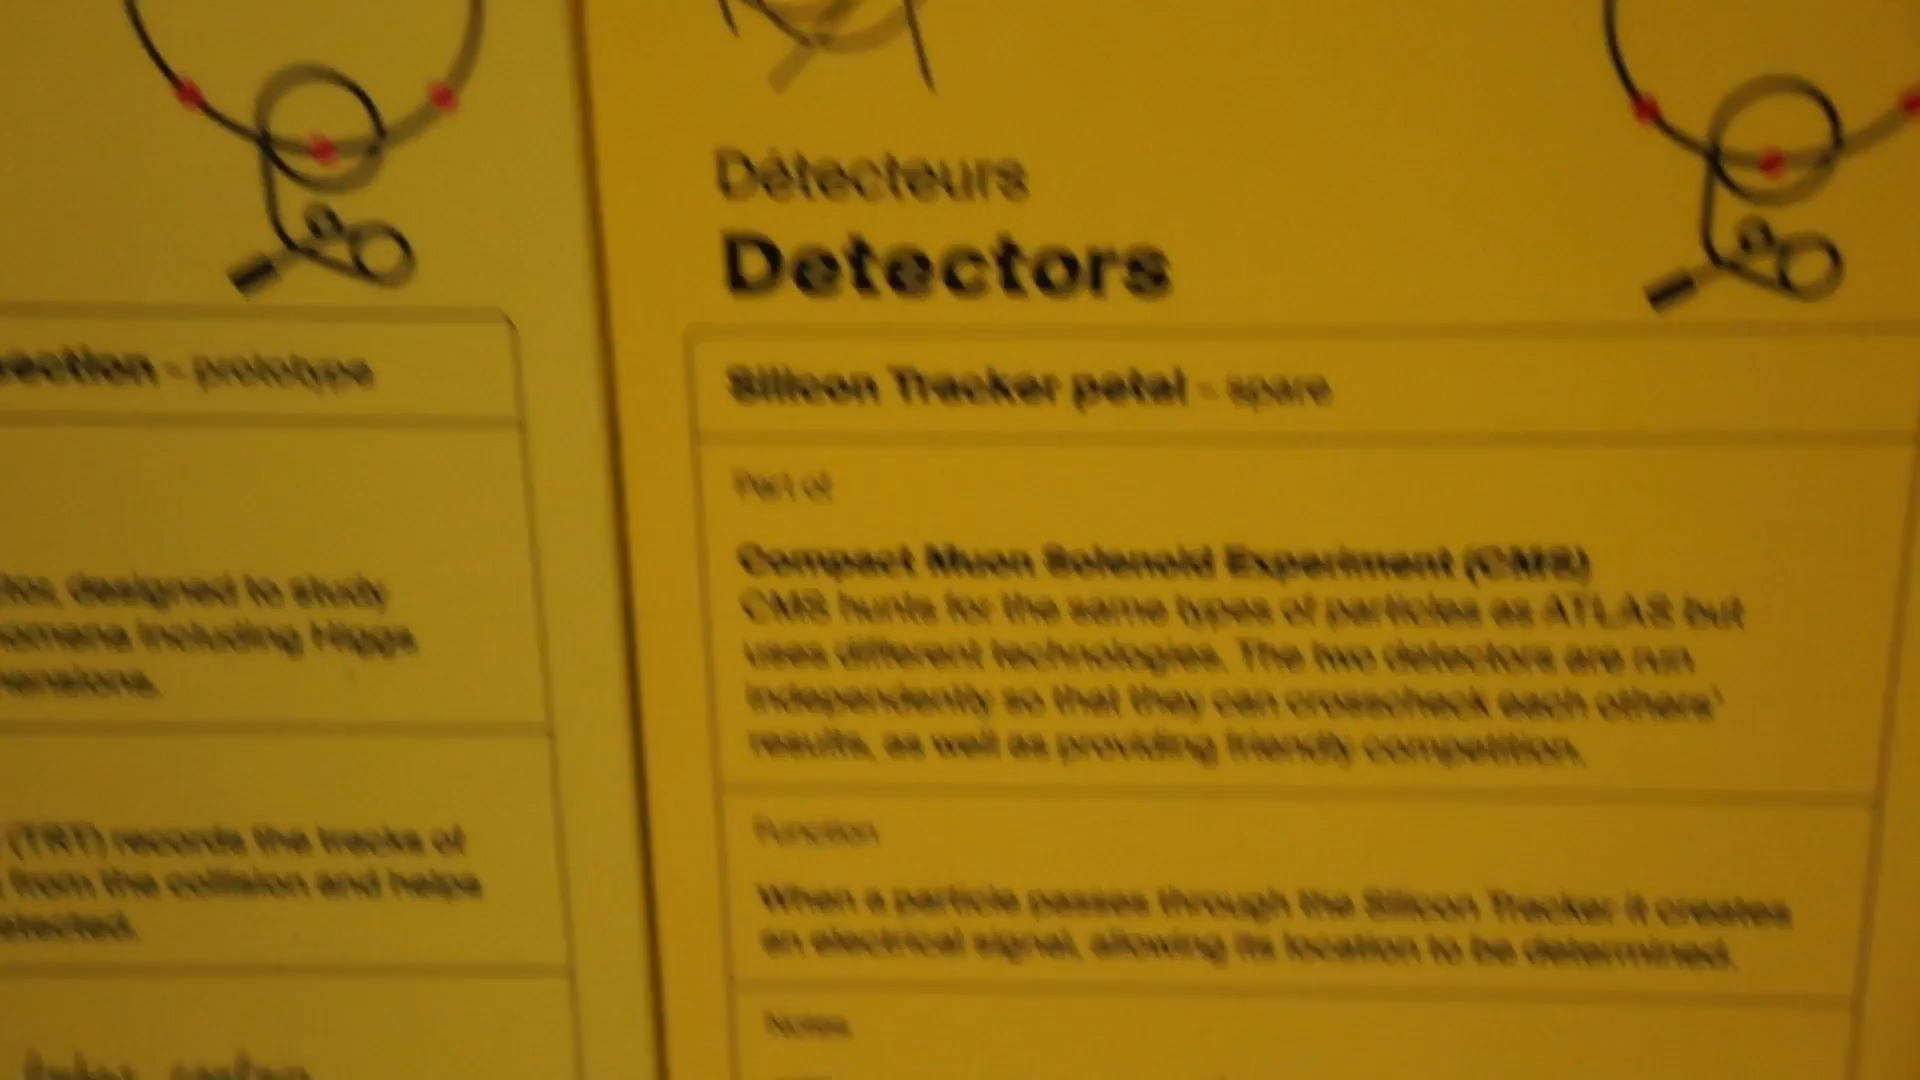 section - prototype
designed to study
including Higgs
(TRT) records the tracks of
from the collision and helps
Détecteurs
Detectors
Silicon Tracker petal - spare
Part of
Compact Muon Solenoid Experiment (CMS)
CMS hunts for the same types of particles as ATLAS but
uses different technologies. The two detectors are run
independently so that they can crosscheck each others'
results, as well as providing friendly competition.
Function
When a particle passes through the Silicon Tracker it creates
an electrical signal, allowing its location to be determined.
Notes